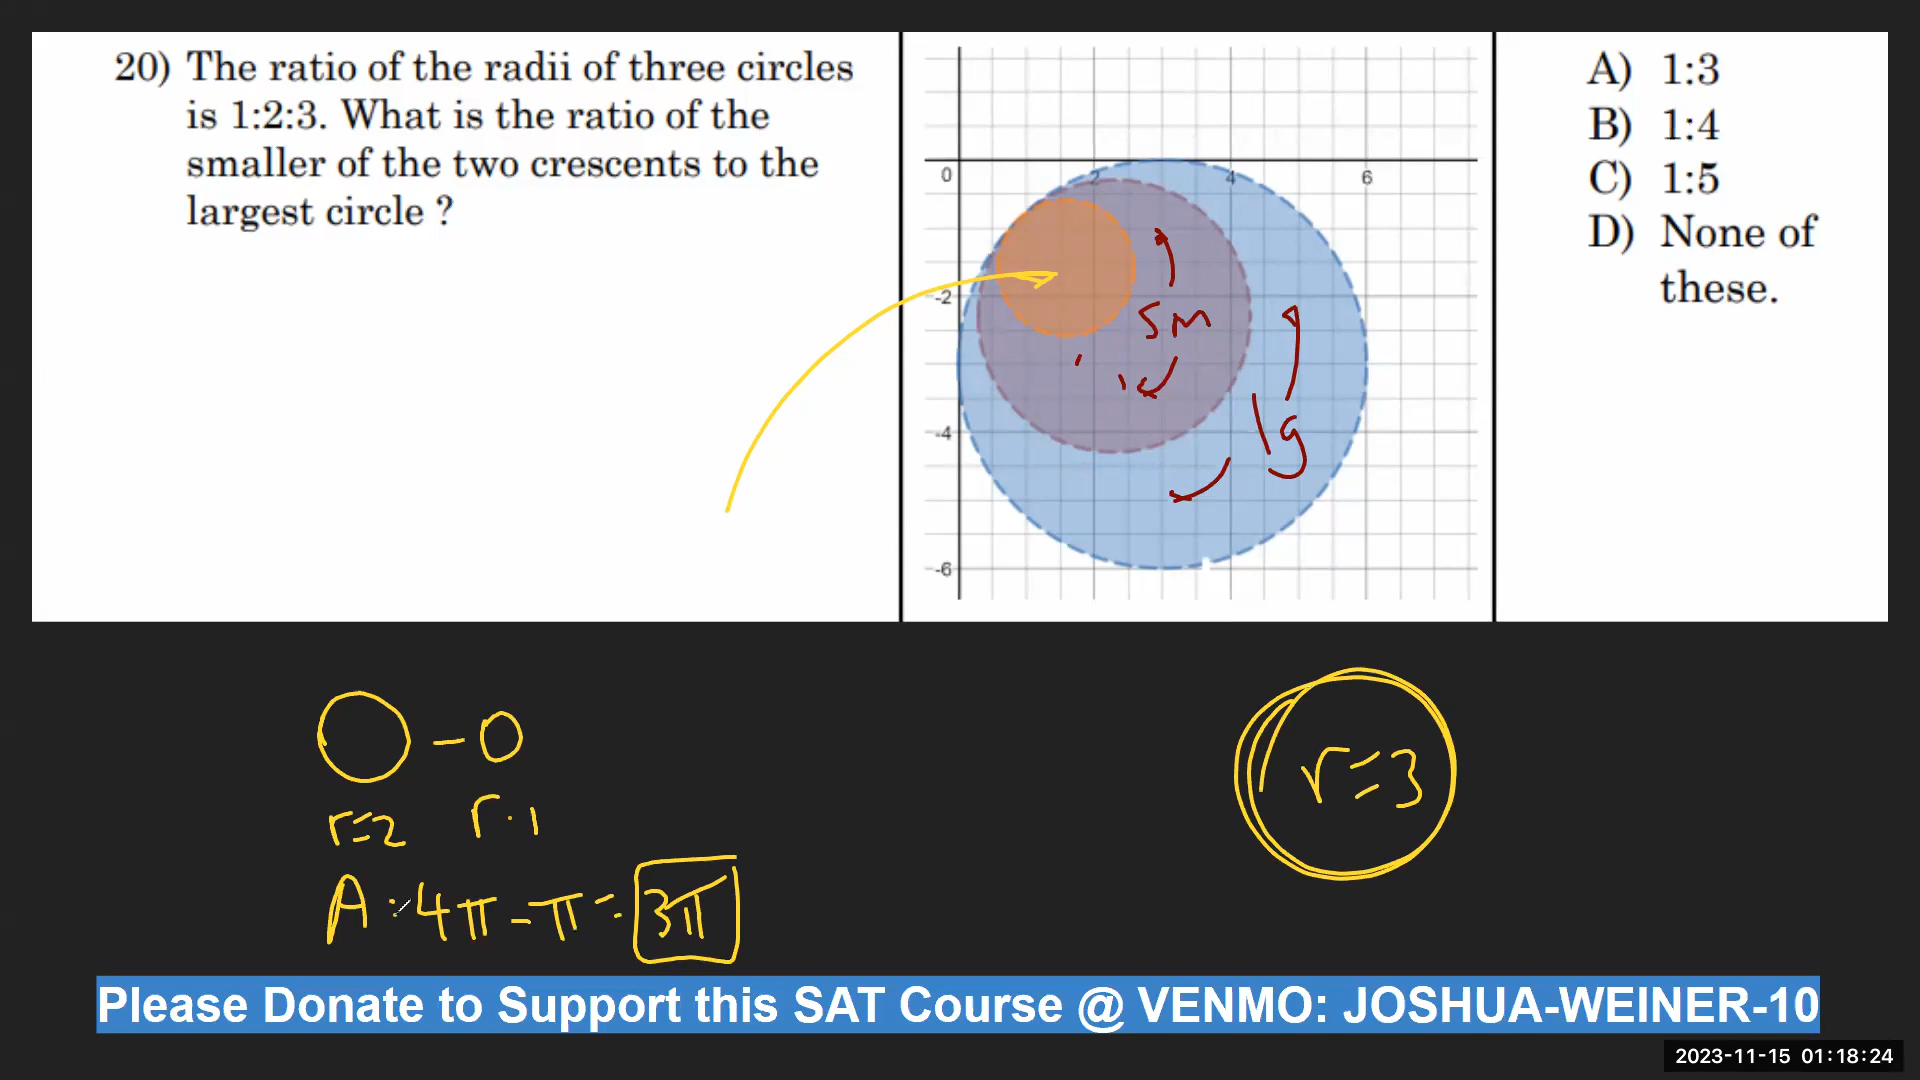 20) The ratio of the radii of three circles
is 1:2:3. What is the ratio of the
smaller of the two crescents to the
largest circle ?
0
2
4
6
-2
-4
-6
sm
lg
A) 1:3
B) 1:4
C) 1:5
D) None of
these.
r=2 r=1
A=4π-π=3π
r=3
Please Donate to Support this SAT Course @ VENMO: JOSHUA-WEINER-10
2023-11-15 01:18:24